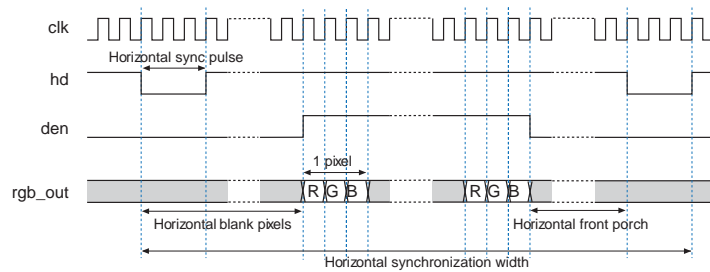 clk
Horizontal sync pulse
hd
den
1 pixel
rgb_out
R G B
R G B
Horizontal blank pixels
Horizontal front porch
Horizontal synchronization width